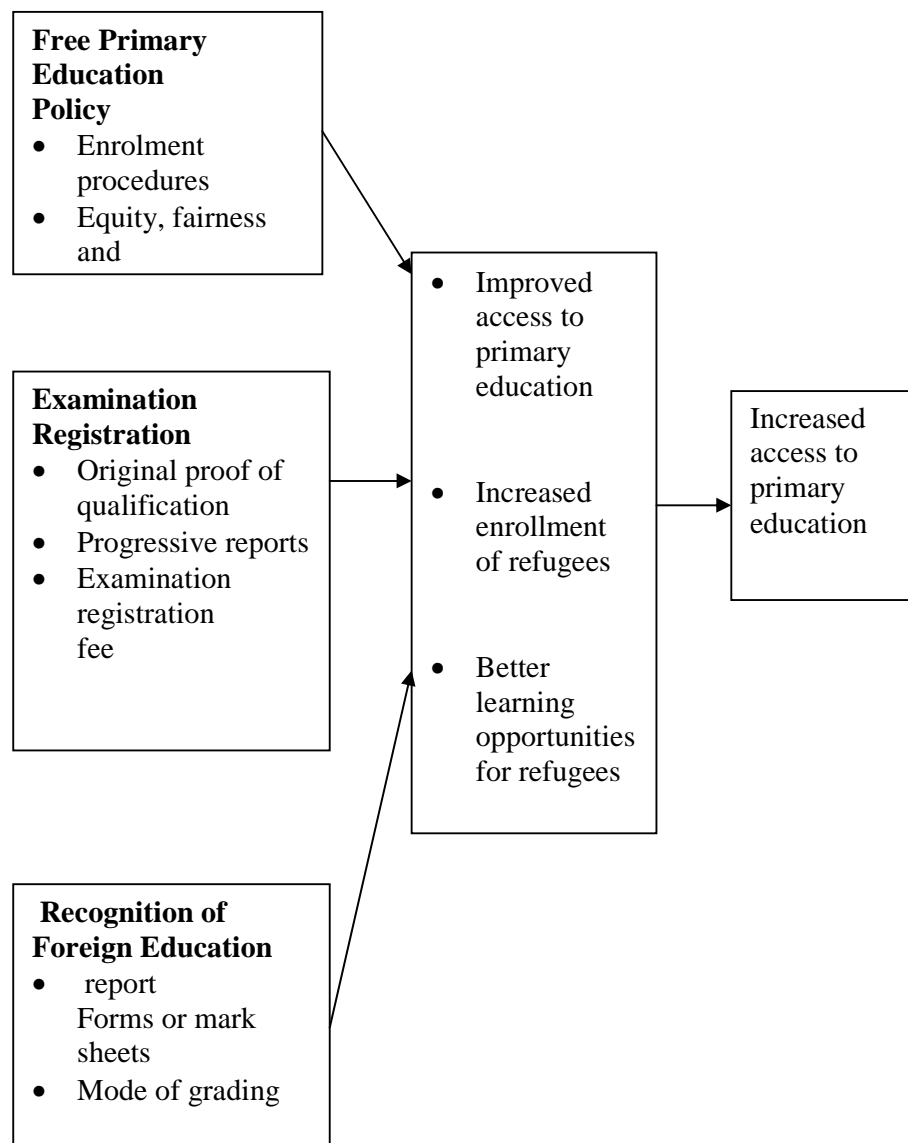 Free Primary
Education
Policy
• Enrolment
procedures
• Equity, fairness
and
Examination
Registration
• Original proof of
qualification
• Progressive reports
• Examination
registration
fee
Recognition of
Foreign Education
• report
Forms or mark
sheets
• Mode of grading
• Improved
access to
primary
education
• Increased
enrollment
of refugees
• Better
learning
opportunities
for refugees
Increased
access to
primary
education